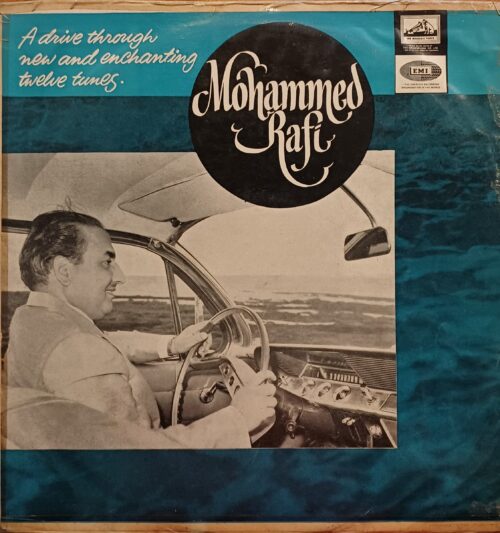 A drive through
new and enchanting
twelve tunes.
Mohammed
Rafi
EMI